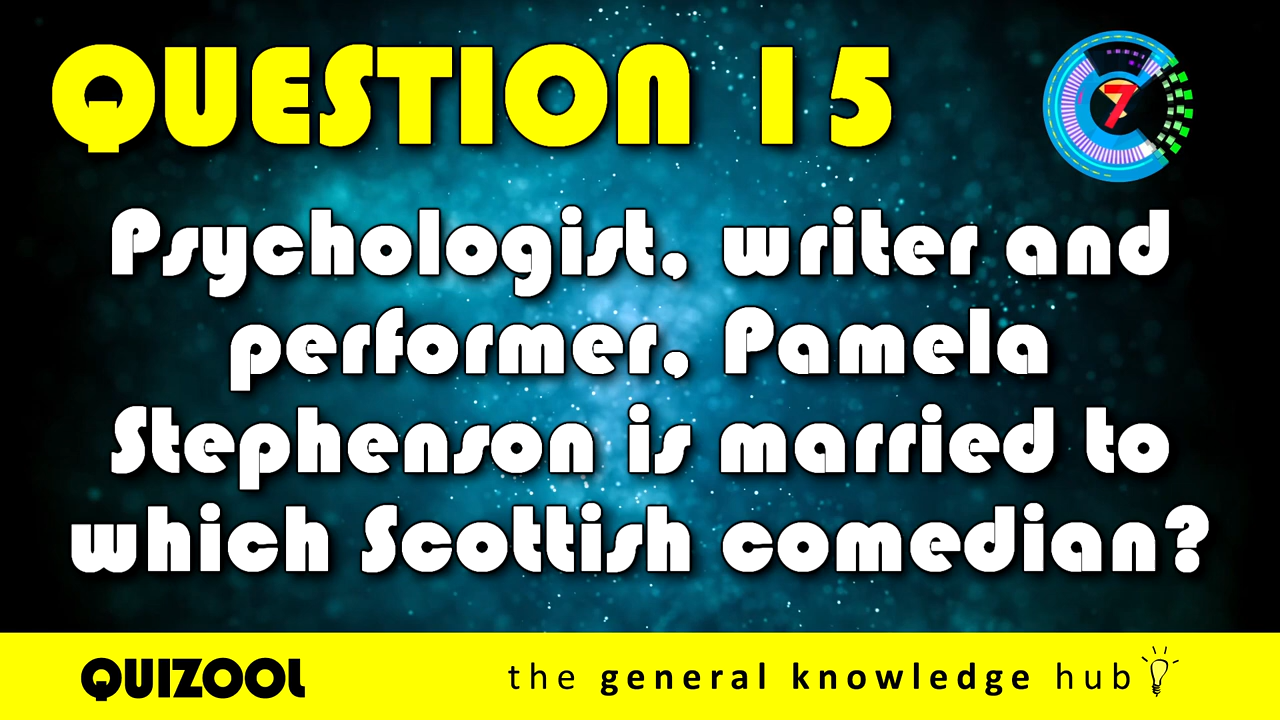 QUESTION 15
7
Psychologist, writer and
performer, Pamela
Stephenson is married to
which Scottish comedian?
QUIZOOL
the general knowledge hub